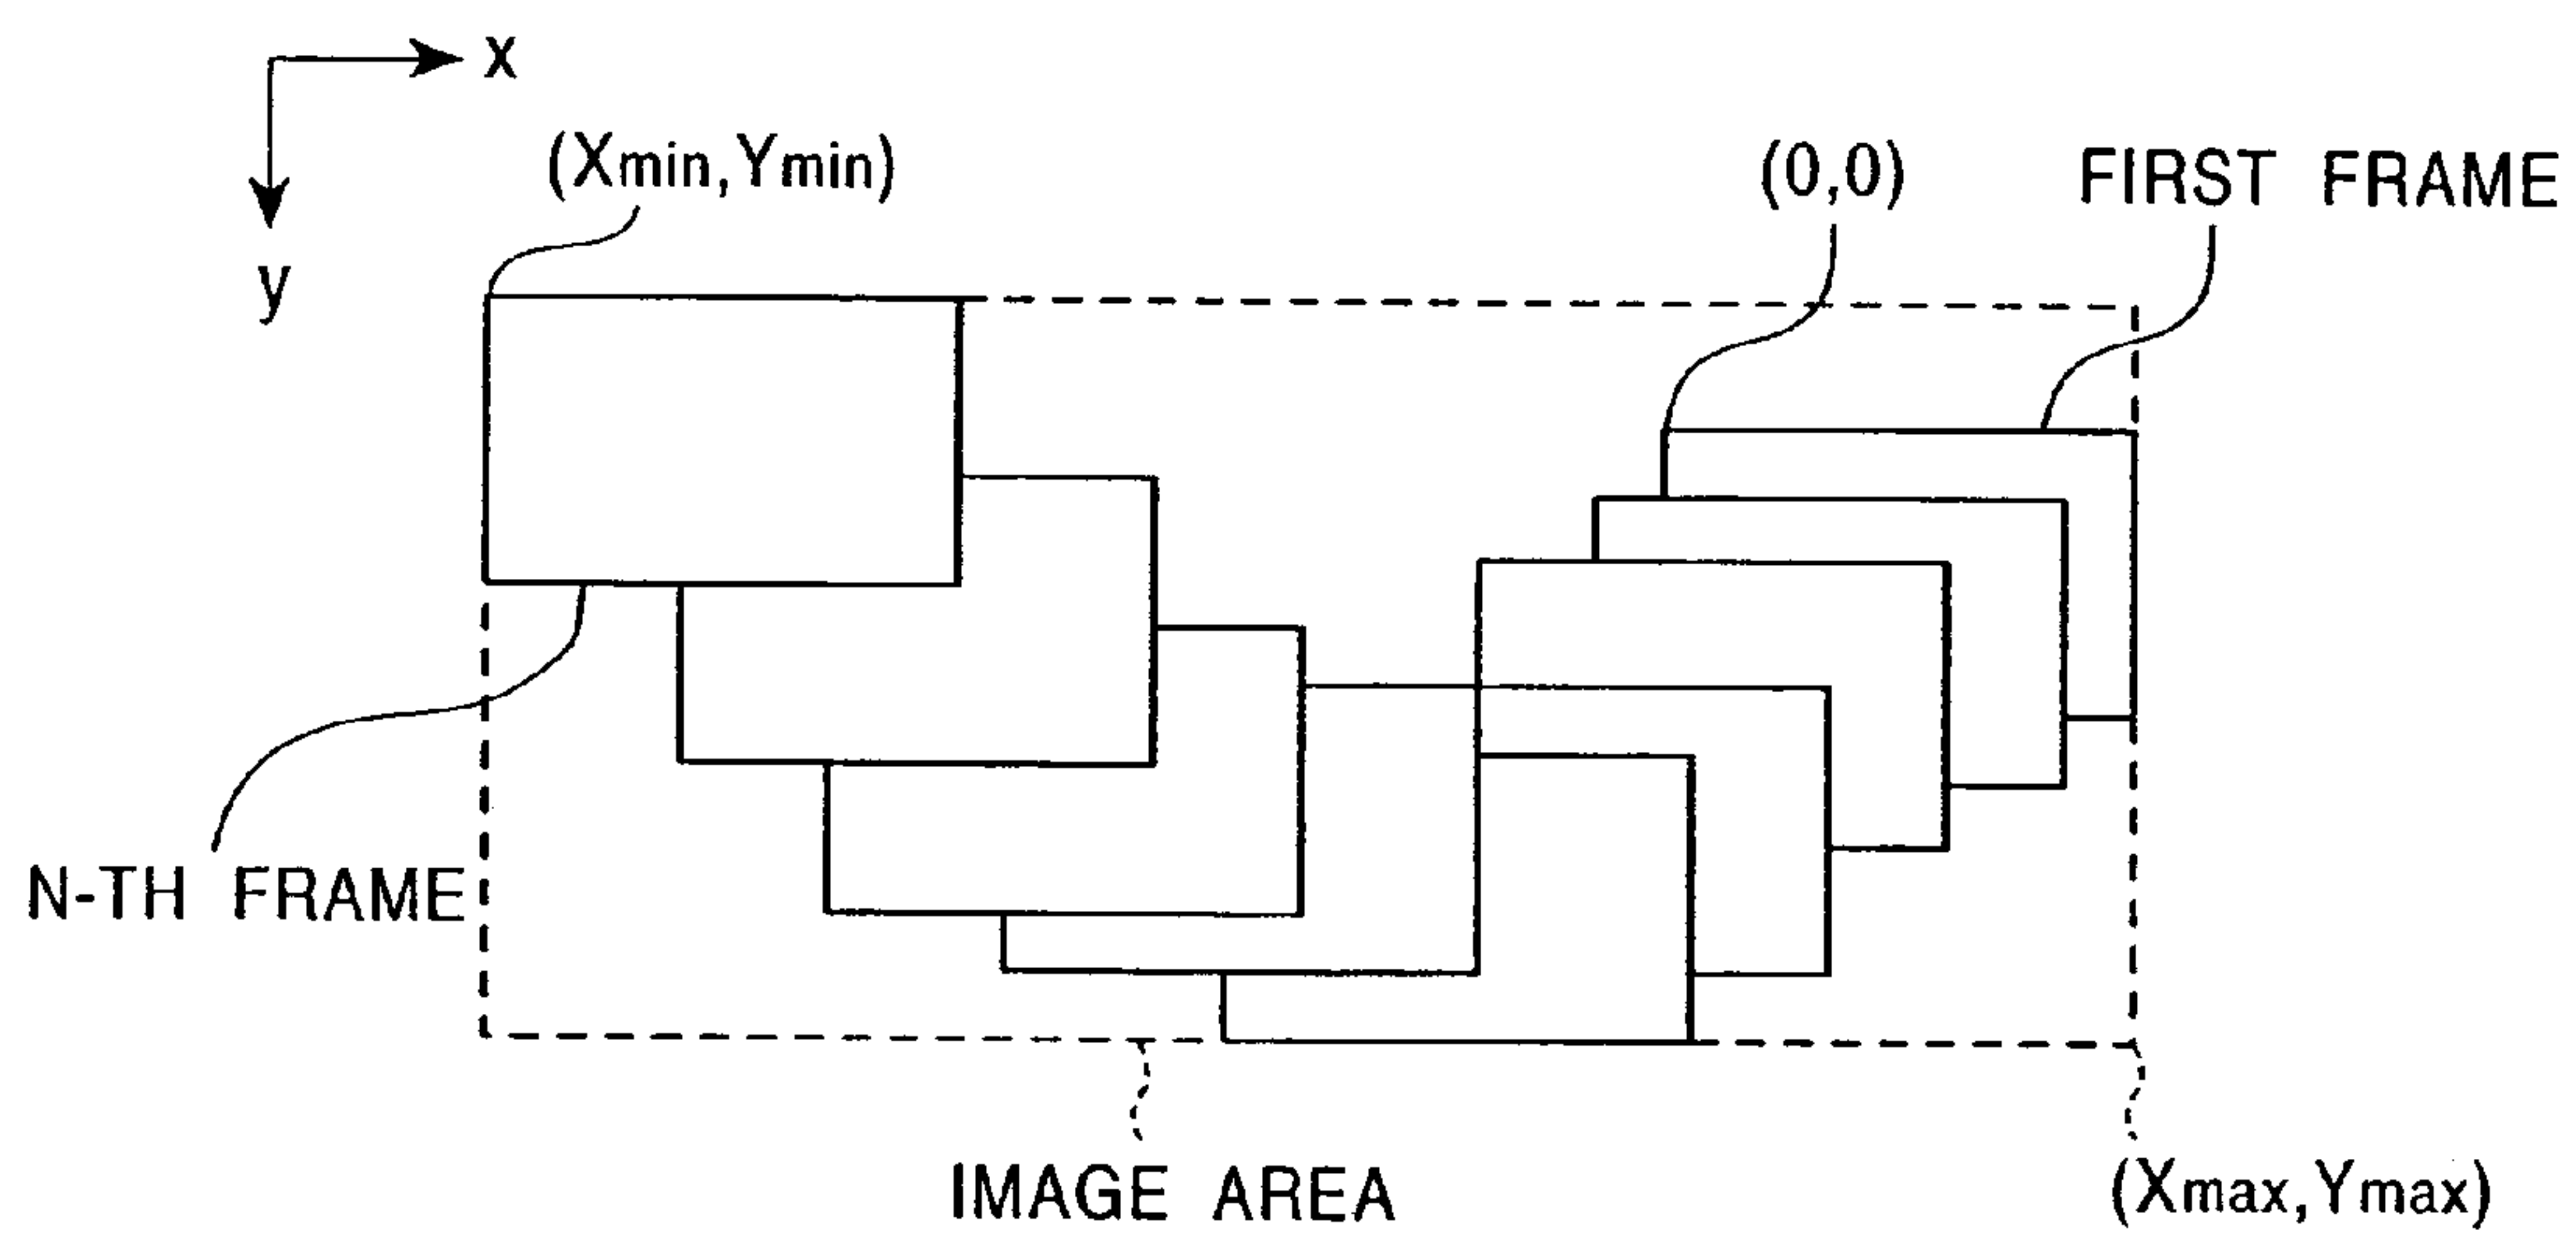 x
y
(Xmin,Ymin)
(0,0)
FIRST FRAME
N-TH FRAME
IMAGE AREA
(Xmax,Ymax)